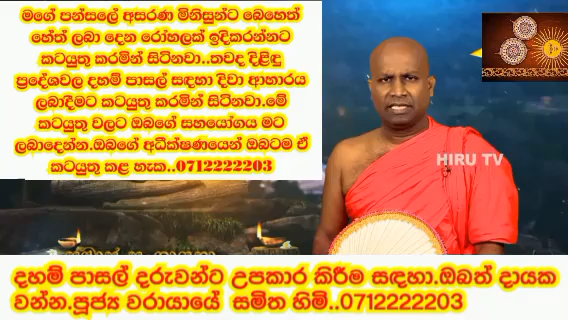 මගේ පන්සලේ අසරණ මිනිසුන්ට බෙහෙත්
හේත් ලබා දෙන රෝහලක් ඉදිකරන්නට
කටයුතු කරමින් සිටිනවා..තවද දිළිඳු
ප්‍රදේශවල දහම් පාසල් සඳහා දිවා ආහාරය
ලබාදීමට කටයුතු කරමින් සිටිනවා.මේ
කටයුතු වලට ඔබගේ සහයෝගය මට
ලබාදෙන්න.ඔබගේ අධීක්ෂණයෙන් ඔබටම ඒ
කටයුතු කළ හැක..0712222203
HIRU TV
දහම් පාසල් දරුවන්ට උපකාර කිරීම සඳහා.ඔබත් දායක
වන්න.පූජ්‍ය වරායායේ සමිත හිමි..0712222203